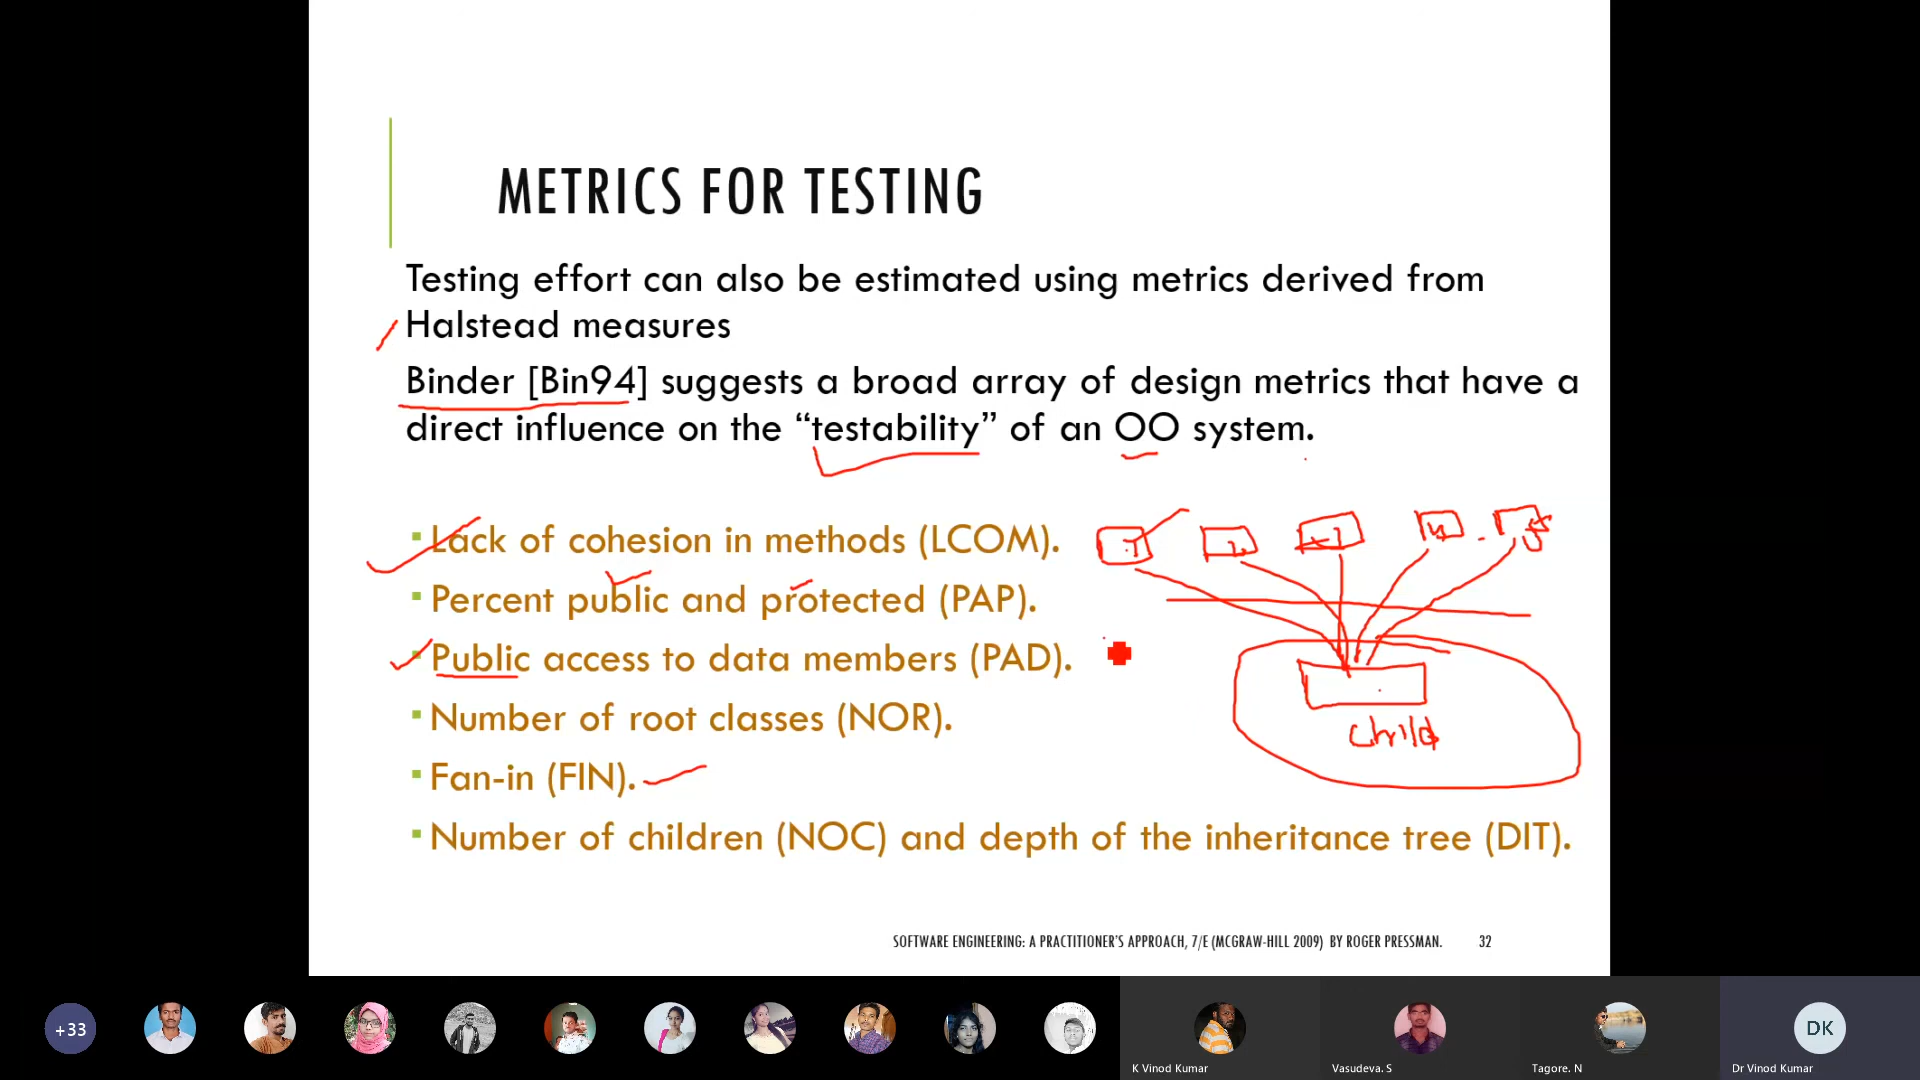 METRICS FOR TESTING
Testing effort can also be estimated using metrics derived from
Halstead measures
Binder [Bin94] suggests a broad array of design metrics that have a
direct influence on the “testability” of an OO system.
▪ Lack of cohesion in methods (LCOM).
▪ Percent public and protected (PAP).
▪ Public access to data members (PAD).
▪ Number of root classes (NOR).
▪ Fan-in (FIN).
▪ Number of children (NOC) and depth of the inheritance tree (DIT).
child
SOFTWARE ENGINEERING: A PRACTITIONER'S APPROACH, 7/E (MCGRAW-HILL 2009) BY ROGER PRESSMAN. 32
+33
DK
K Vinod Kumar
Vasudeva. S
Tagore. N
Dr Vinod Kumar